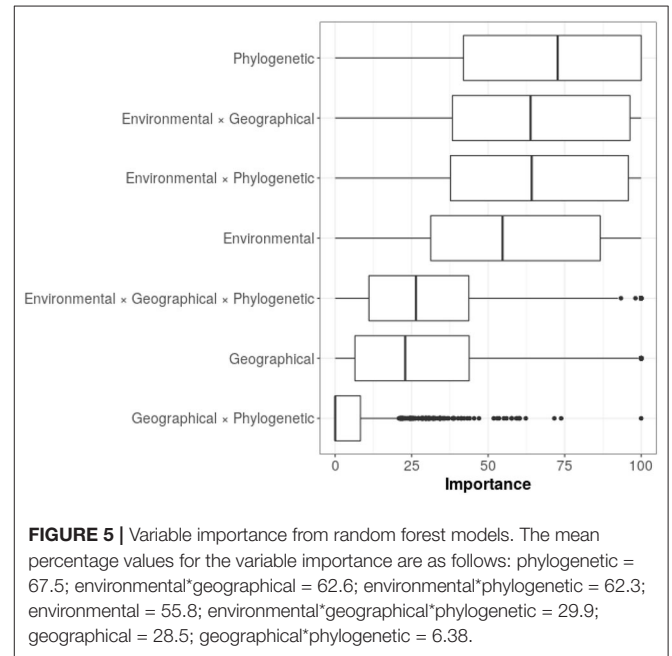 Phylogenetic
Environmental × Geographical
Environmental × Phylogenetic
Environmental
Environmental × Geographical × Phylogenetic
Geographical
Geographical × Phylogenetic
0 25 50 75 100
Importance
FIGURE 5 | Variable importance from random forest models. The mean
percentage values for the variable importance are as follows: phylogenetic =
67.5; environmental*geographical = 62.6; environmental*phylogenetic = 62.3;
environmental = 55.8; environmental*geographical*phylogenetic = 29.9;
geographical = 28.5; geographical*phylogenetic = 6.38.